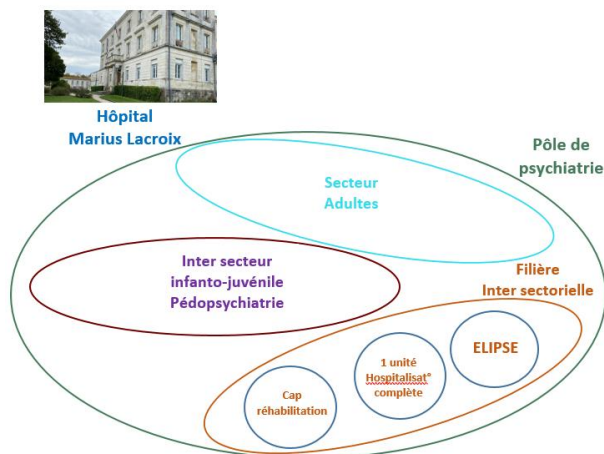 Hôpital
Marius Lacroix
Pôle de
psychiatrie
Secteur
Adultes
Inter secteur
infanto-juvénile
Pédopsychiatrie
Filière
Inter sectorielle
ELIPSE
1 unité
Hospitalisat°
complète
Cap
réhabilitation